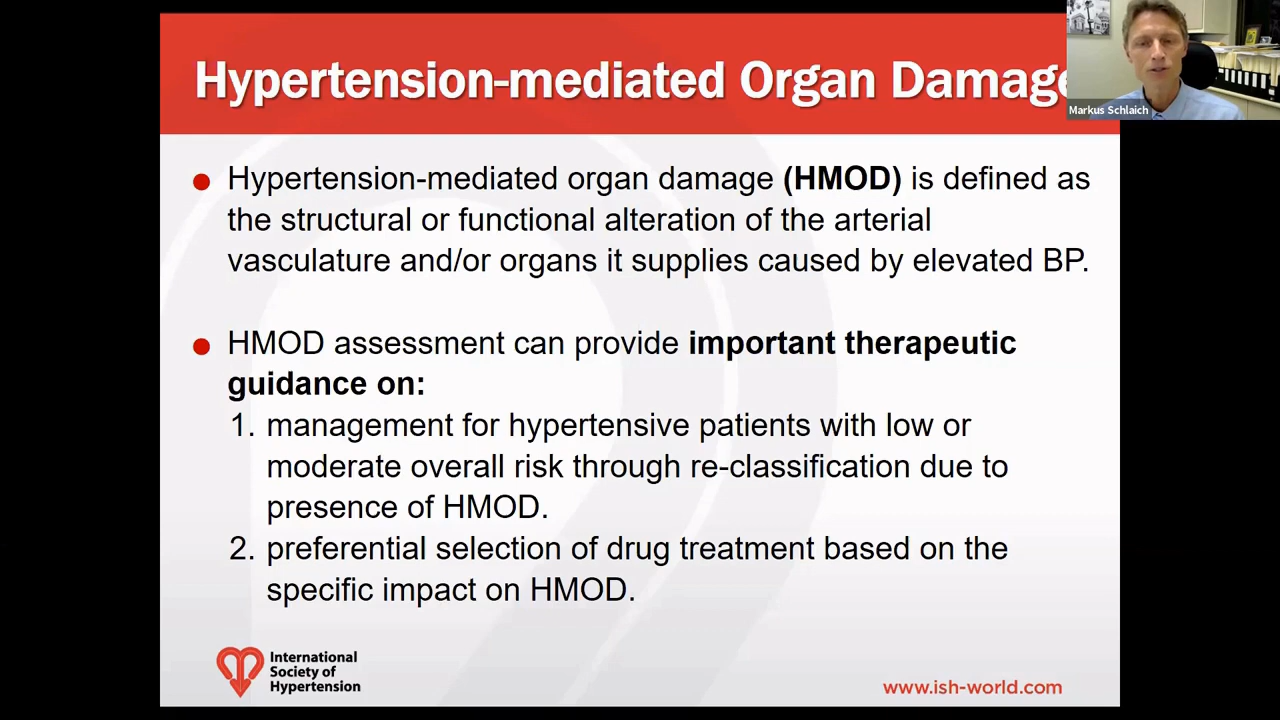 Hypertension-mediated Organ Damage
Markus Schlaich
● Hypertension-mediated organ damage (HMOD) is defined as
the structural or functional alteration of the arterial
vasculature and/or organs it supplies caused by elevated BP.
● HMOD assessment can provide important therapeutic
guidance on:
1. management for hypertensive patients with low or
moderate overall risk through re-classification due to
presence of HMOD.
2. preferential selection of drug treatment based on the
specific impact on HMOD.
International
Society of
Hypertension
www.ish-world.com